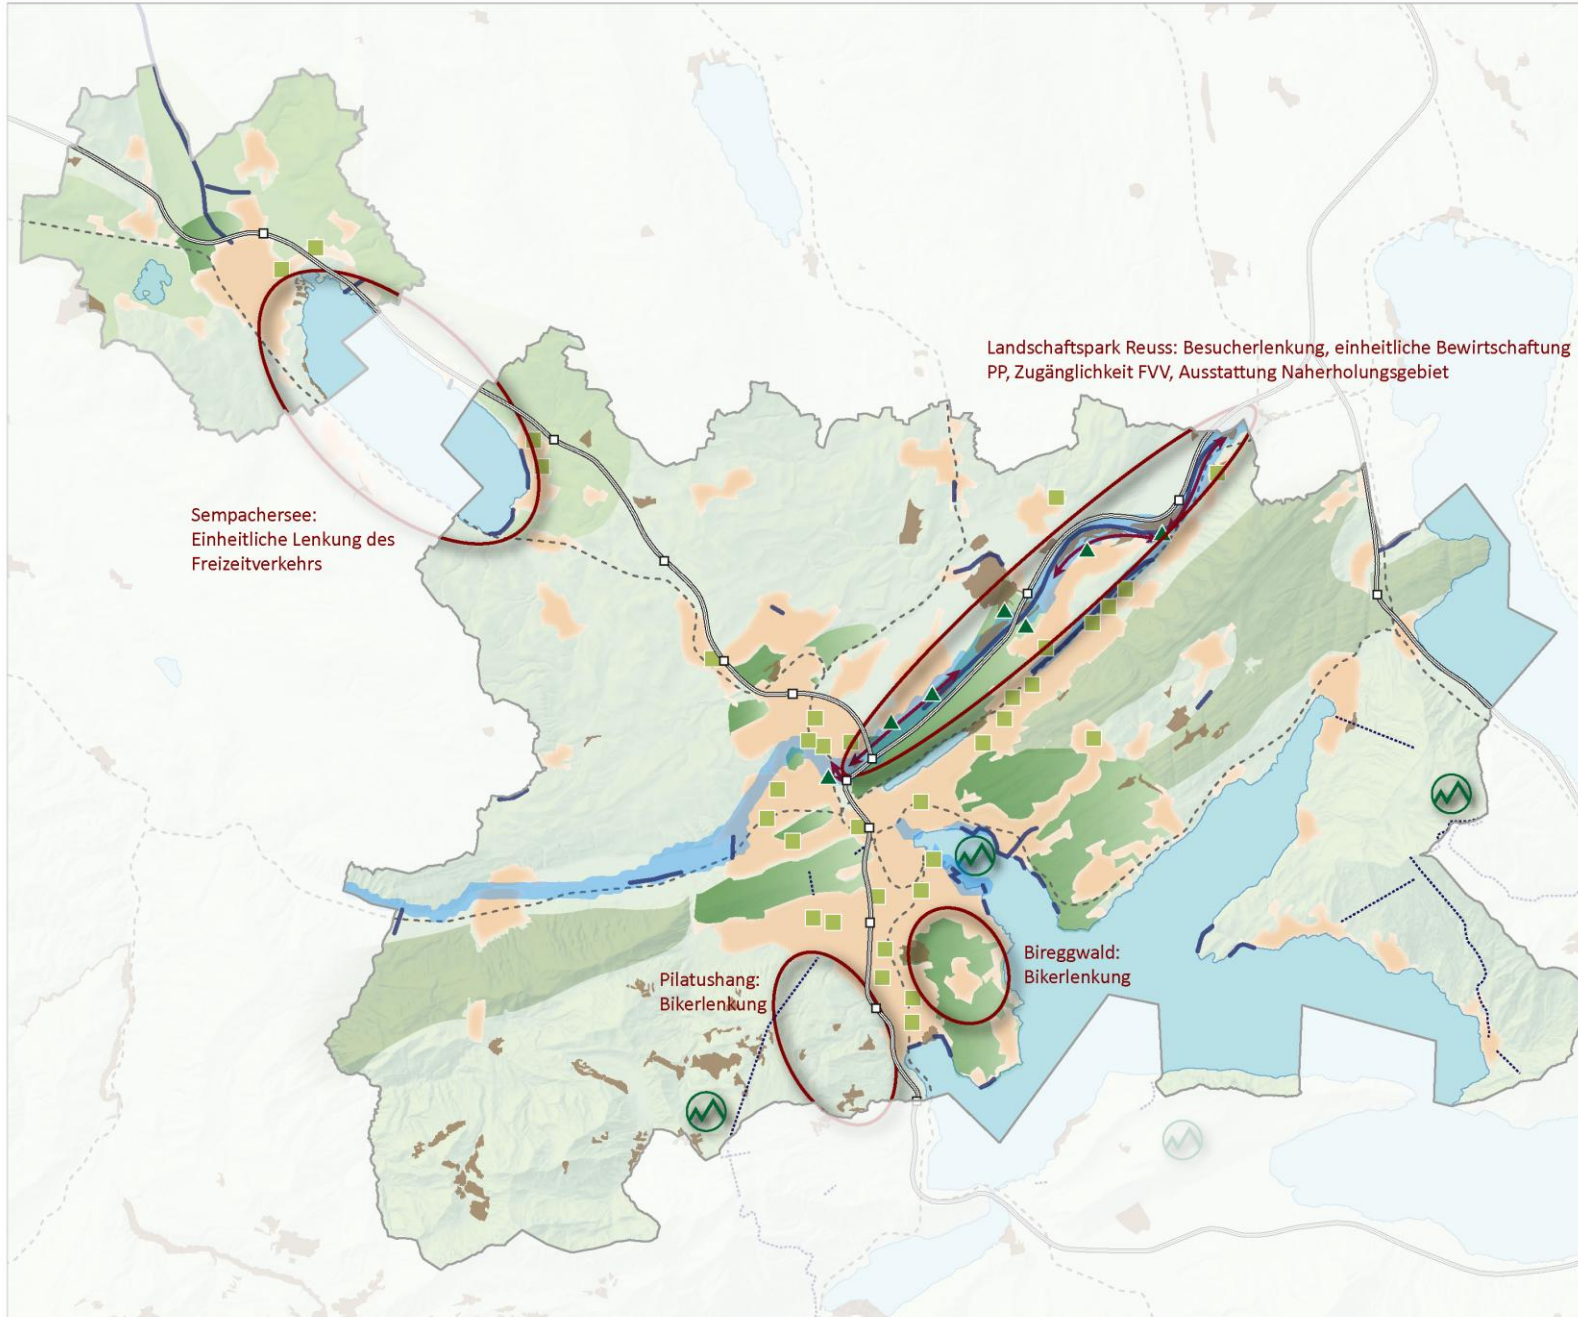 Landschaftspark Reuss: Besucherlenkung, einheitliche Bewirtschaftung
PP, Zugänglichkeit FVV, Ausstattung Naherholungsgebiet
Sempachersee:
Einheitliche Lenkung des
Freizeitverkehrs
Bireggwald:
Bikerlenkung
Pilatushang:
Bikerlenkung